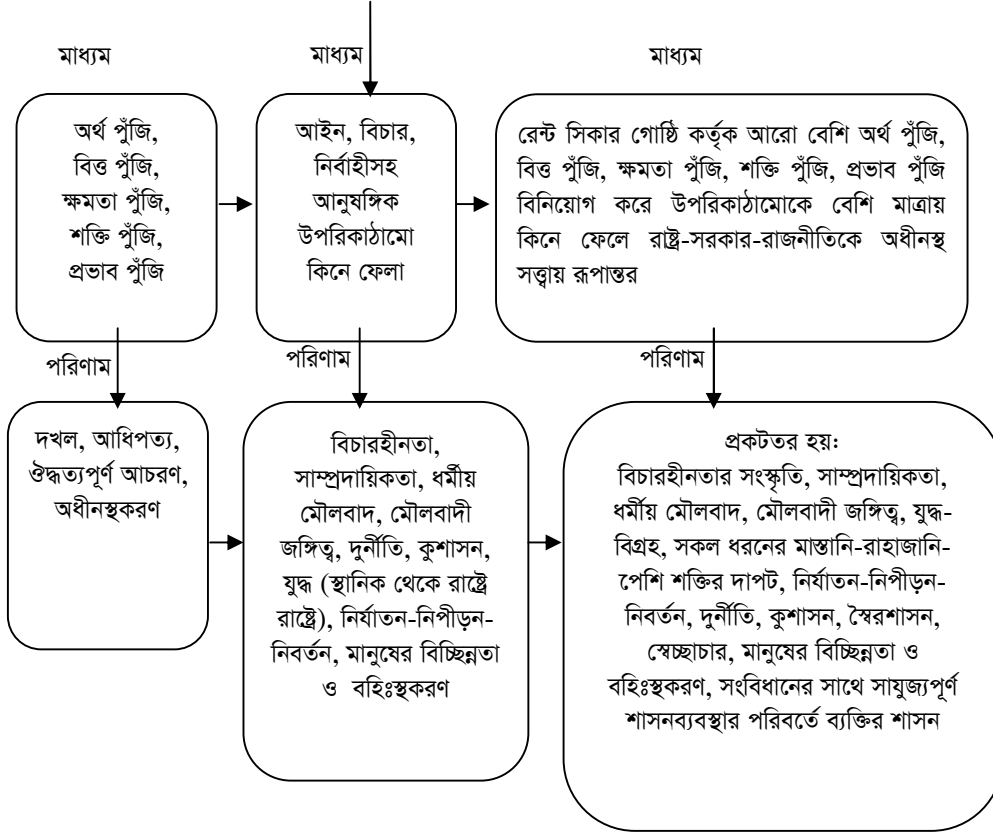 মাধ্যম
মাধ্যম
মাধ্যম
অর্থ পুঁজি,
বিত্ত পুঁজি,
ক্ষমতা পুঁজি,
শক্তি পুঁজি,
প্রভাব পুঁজি
আইন, বিচার,
নির্বাহীসহ
আনুষঙ্গিক
উপরিকাঠামো
কিনে ফেলা
রেন্ট সিকার গোষ্ঠি কর্তৃক আরো বেশি অর্থ পুঁজি,
বিত্ত পুঁজি, ক্ষমতা পুঁজি, শক্তি পুঁজি, প্রভাব পুঁজি
বিনিয়োগ করে উপরিকাঠামোকে বেশি মাত্রায়
কিনে ফেলে রাষ্ট্র-সরকার-রাজনীতিকে অধীনস্থ
সত্ত্বায় রূপান্তর
পরিণাম
পরিণাম
পরিণাম
দখল, আধিপত্য,
ঔদ্ধত্যপূর্ণ আচরণ,
অধীনস্থকরণ
বিচারহীনতা,
সাম্প্রদায়িকতা, ধর্মীয়
মৌলবাদ, মৌলবাদী
জঙ্গিত্ব, দুর্নীতি, কুশাসন,
যুদ্ধ (স্থানিক থেকে রাষ্ট্রে
রাষ্ট্রে), নির্যাতন-নিপীড়ন-
নিবর্তন, মানুষের বিচ্ছিন্নতা
ও বহিঃস্থকরণ
প্রকটতর হয়:
বিচারহীনতার সংস্কৃতি, সাম্প্রদায়িকতা,
ধর্মীয় মৌলবাদ, মৌলবাদী জঙ্গিত্ব, যুদ্ধ-
বিগ্রহ, সকল ধরনের মাস্তানি-রাহাজানি-
পেশি শক্তির দাপট, নির্যাতন-নিপীড়ন-
নিবর্তন, দুর্নীতি, কুশাসন, স্বৈরশাসন,
স্বেচ্ছাচার, মানুষের বিচ্ছিন্নতা ও
বহিঃস্থকরণ, সংবিধানের সাথে সাযুজ্যপূর্ণ
শাসনব্যবস্থার পরিবর্তে ব্যক্তির শাসন